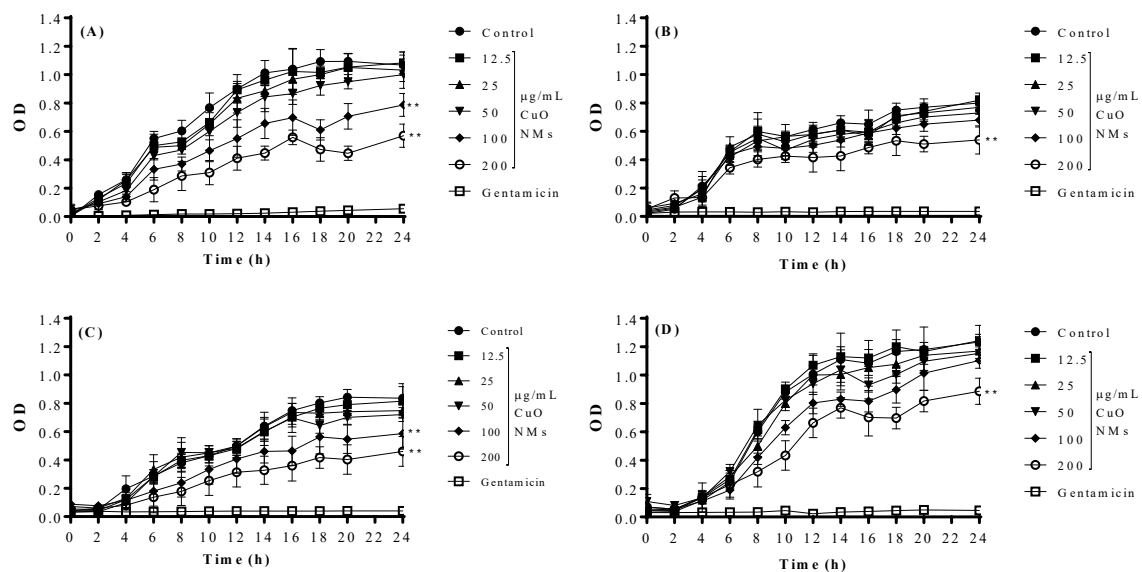 (A)
OD
1.4
1.2
1.0
0.8
0.6
0.4
0.2
0.0
0 2 4 6 8 10 12 14 16 18 20 22 24
Time (h)
**
**
Control
12.5
25
50
100
200
µg/mL
CuO
NMs
Gentamicin
(B)
OD
1.4
1.2
1.0
0.8
0.6
0.4
0.2
0.0
0 2 4 6 8 10 12 14 16 18 20 22 24
Time (h)
**
Control
12.5
25
50
100
200
µg/mL
CuO
NMs
Gentamicin
(C)
OD
1.4
1.2
1.0
0.8
0.6
0.4
0.2
0.0
0 2 4 6 8 10 12 14 16 18 20 22 24
Time (h)
**
**
Control
12.5
25
50
100
200
µg/mL
CuO
NMs
Gentamicin
(D)
OD
1.4
1.2
1.0
0.8
0.6
0.4
0.2
0.0
0 2 4 6 8 10 12 14 16 18 20 22 24
Time (h)
**
Control
12.5
25
50
100
200
µg/mL
CuO
NMs
Gentamicin